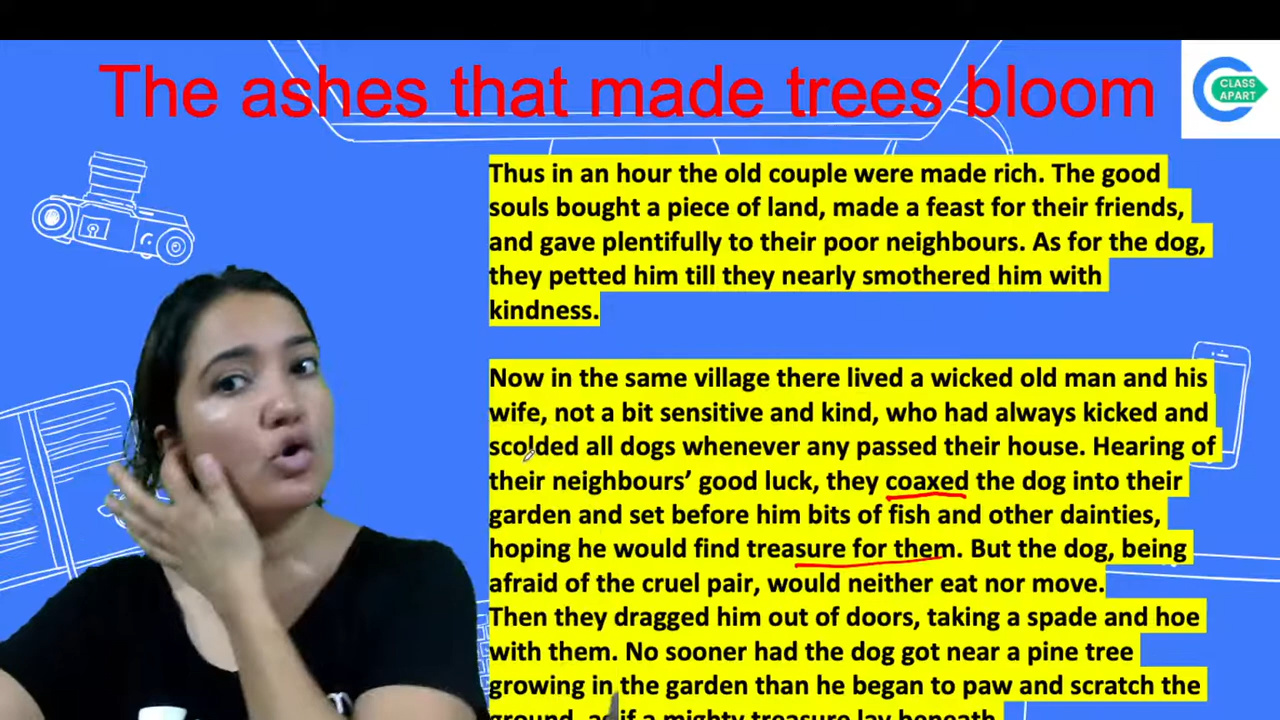 The ashes that made trees bloom
CLASS
APART
Thus in an hour the old couple were made rich. The good
souls bought a piece of land, made a feast for their friends,
and gave plentifully to their poor neighbours. As for the dog,
they petted him till they nearly smothered him with
kindness.
Now in the same village there lived a wicked old man and his
wife, not a bit sensitive and kind, who had always kicked and
scolded all dogs whenever any passed their house. Hearing of
their neighbours’ good luck, they coaxed the dog into their
garden and set before him bits of fish and other dainties,
hoping he would find treasure for them. But the dog, being
afraid of the cruel pair, would neither eat nor move.
Then they dragged him out of doors, taking a spade and hoe
with them. No sooner had the dog got near a pine tree
growing in the garden than he began to paw and scratch the
ground, as if a mighty treasure lay beneath.